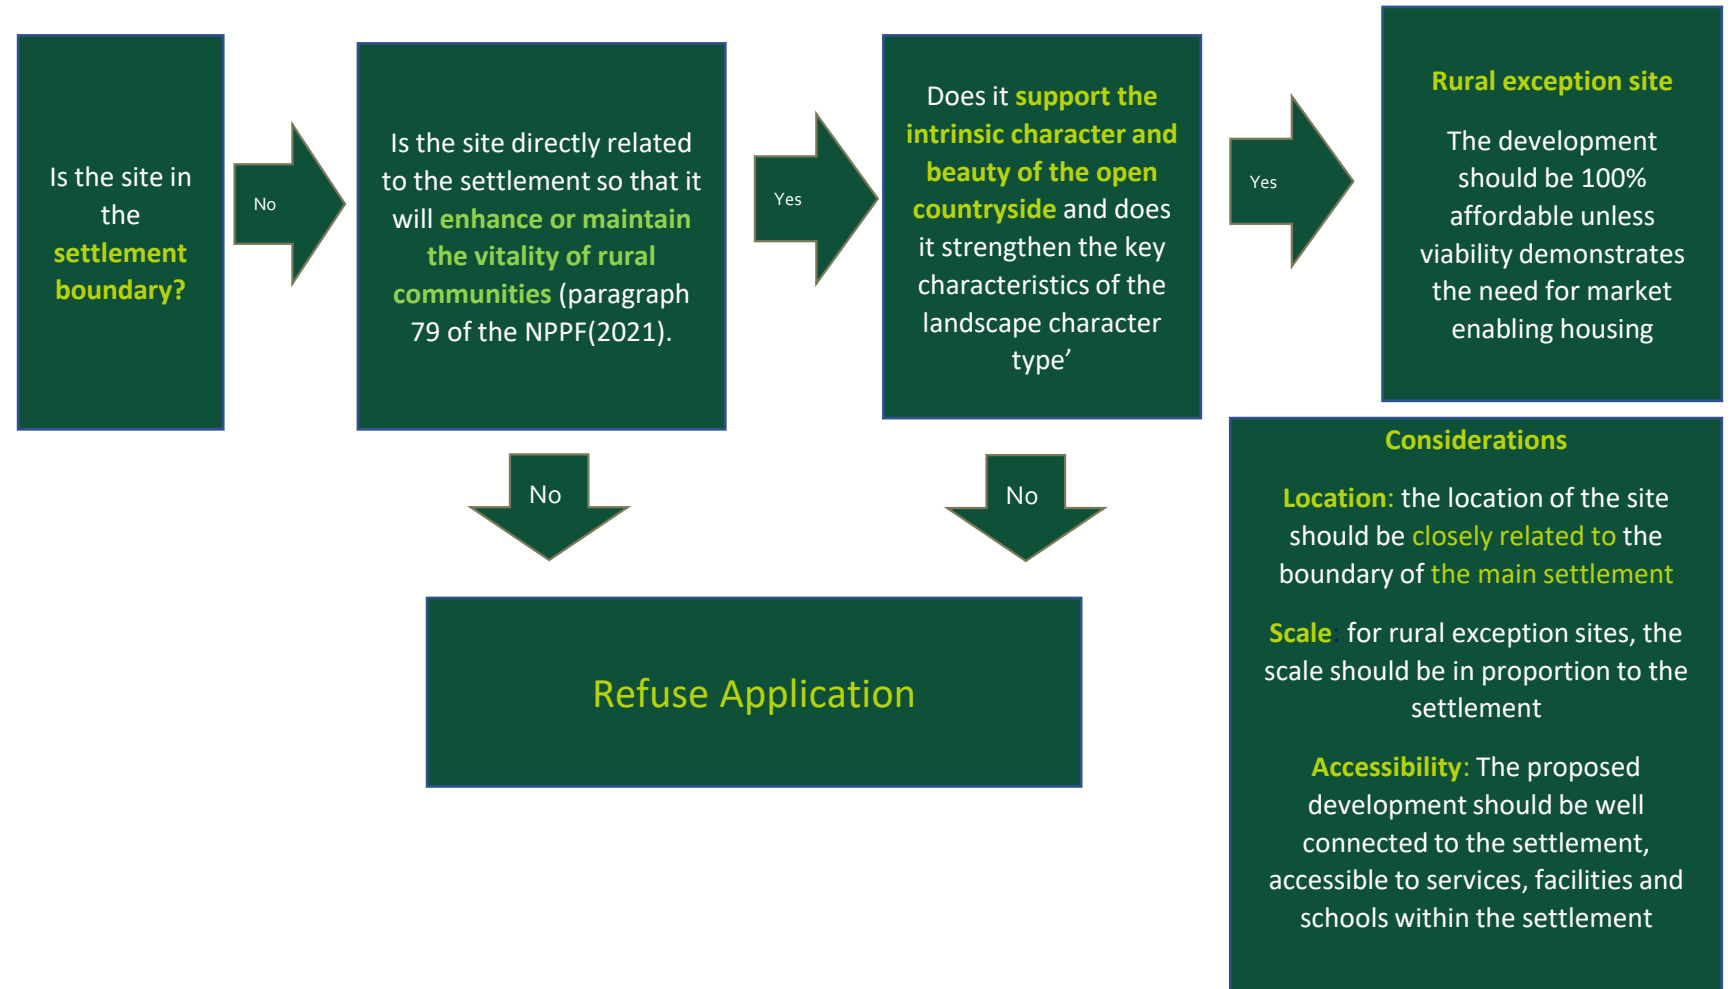 Is the site in
the
settlement
boundary?
No
Is the site directly related
to the settlement so that it
will enhance or maintain
the vitality of rural
communities (paragraph
79 of the NPPF(2021).
Yes
Does it support the
intrinsic character and
beauty of the open
countryside and does
it strengthen the key
characteristics of the
landscape character
type’
Yes
Rural exception site
The development
should be 100%
affordable unless
viability demonstrates
the need for market
enabling housing
No
No
Refuse Application
Considerations
Location: the location of the site
should be closely related to the
boundary of the main settlement
Scale: for rural exception sites, the
scale should be in proportion to the
settlement
Accessibility: The proposed
development should be well
connected to the settlement,
accessible to services, facilities and
schools within the settlement